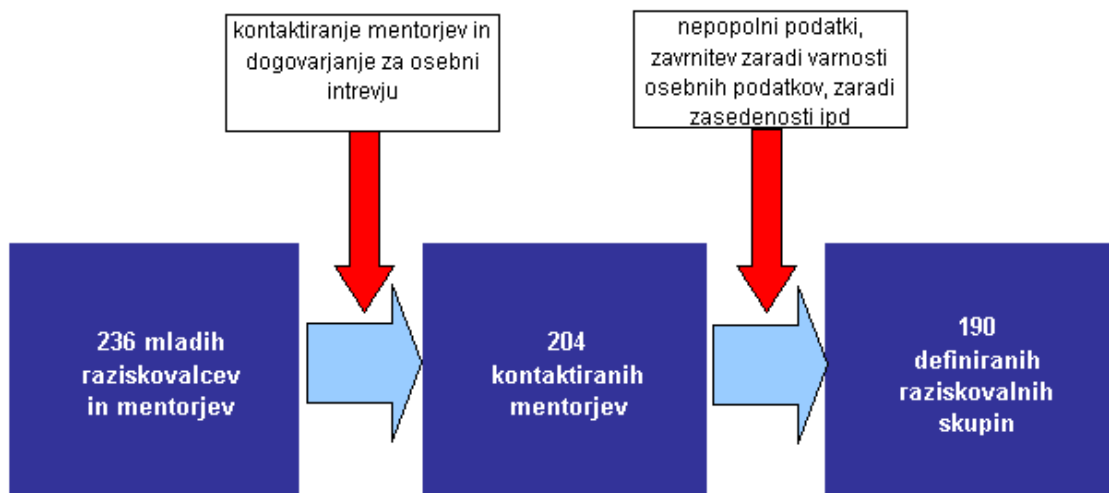 kontaktiranje mentorjev in
dogovarjanje za osebni
intrevju
nepopolni podatki,
zavrnitev zaradi varnosti
osebnih podatkov, zaradi
zasedenosti ipd
236 mladih
raziskovalcev
in mentorjev
204
kontaktiranih
mentorjev
190
definiranih
raziskovalnih
skupin